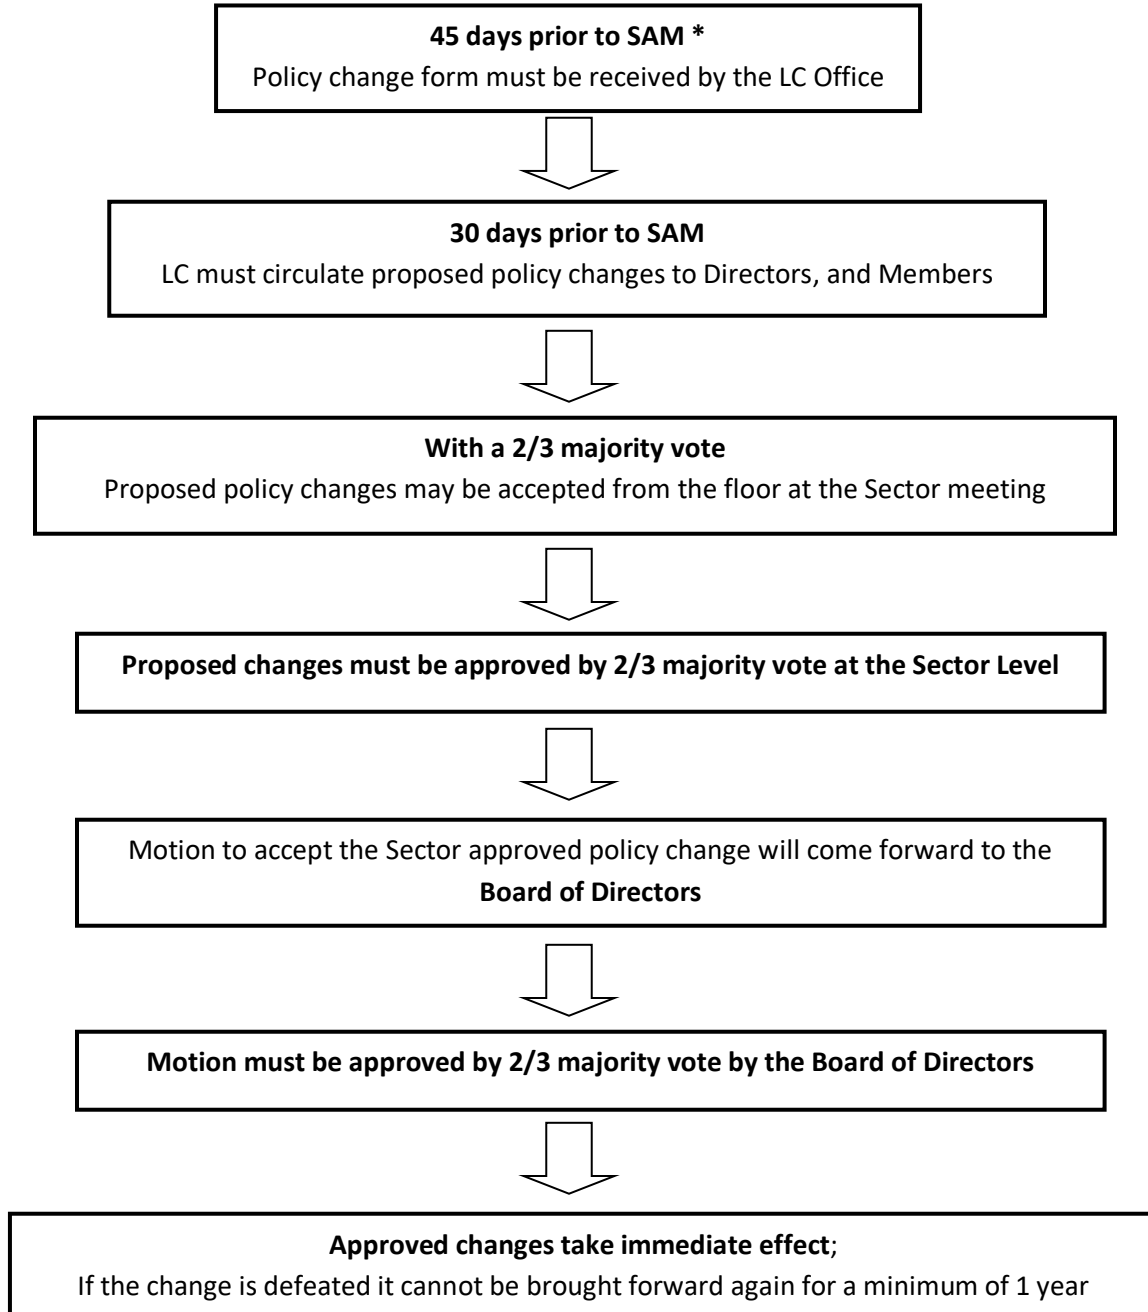 45 days prior to SAM *
Policy change form must be received by the LC Office
30 days prior to SAM
LC must circulate proposed policy changes to Directors, and Members
With a 2/3 majority vote
Proposed policy changes may be accepted from the floor at the Sector meeting
Proposed changes must be approved by 2/3 majority vote at the Sector Level
Motion to accept the Sector approved policy change will come forward to the
Board of Directors
Motion must be approved by 2/3 majority vote by the Board of Directors
Approved changes take immediate effect;
If the change is defeated it cannot be brought forward again for a minimum of 1 year